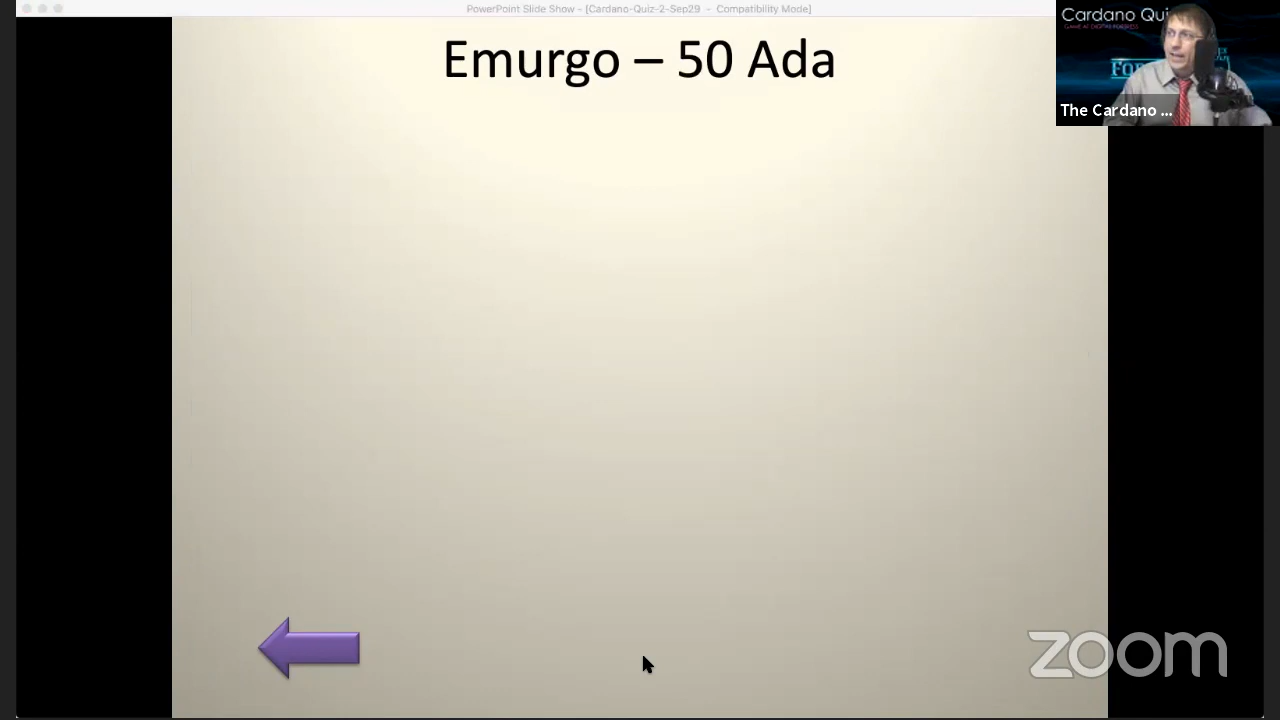 PowerPoint Slide Show - [Cardano-Quiz-2-Sep29 - Compatibility Mode]
Emurgo – 50 Ada
Cardano Qui
The Cardano ...
zoom